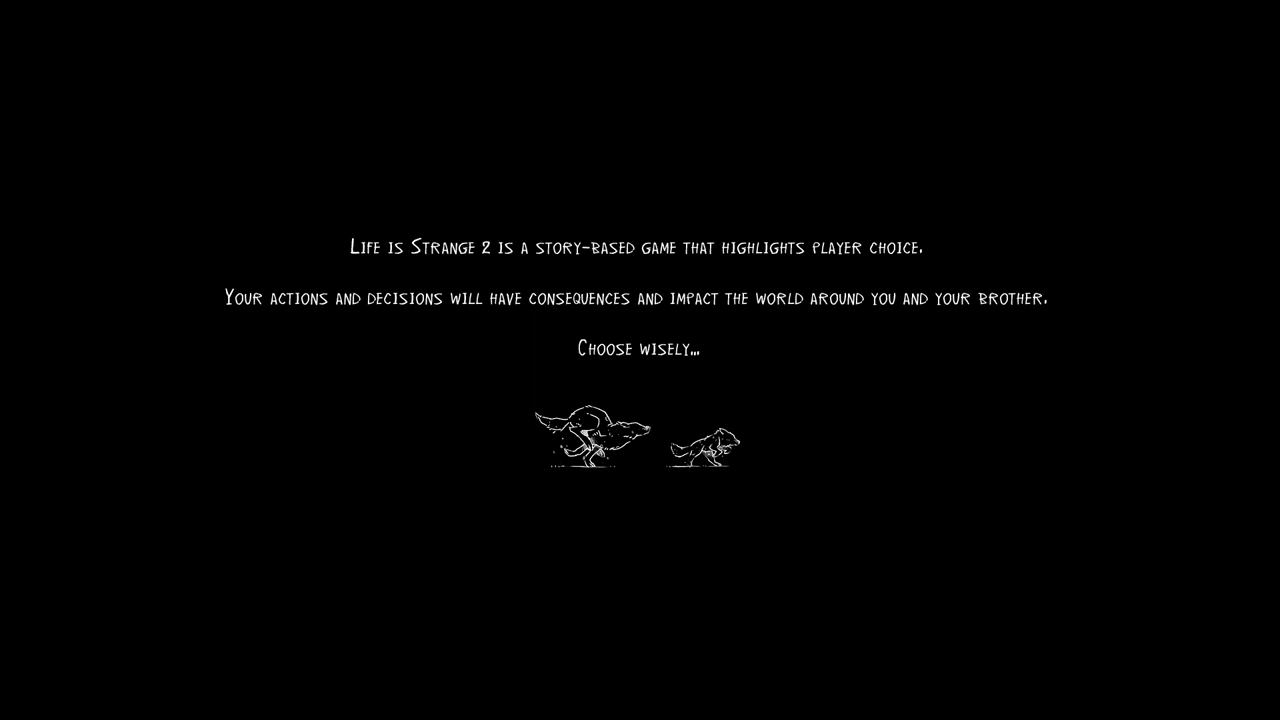 Life is Strange 2 is a story-based game that highlights player choice.
Your actions and decisions will have consequences and impact the world around you and your brother.
Choose wisely...